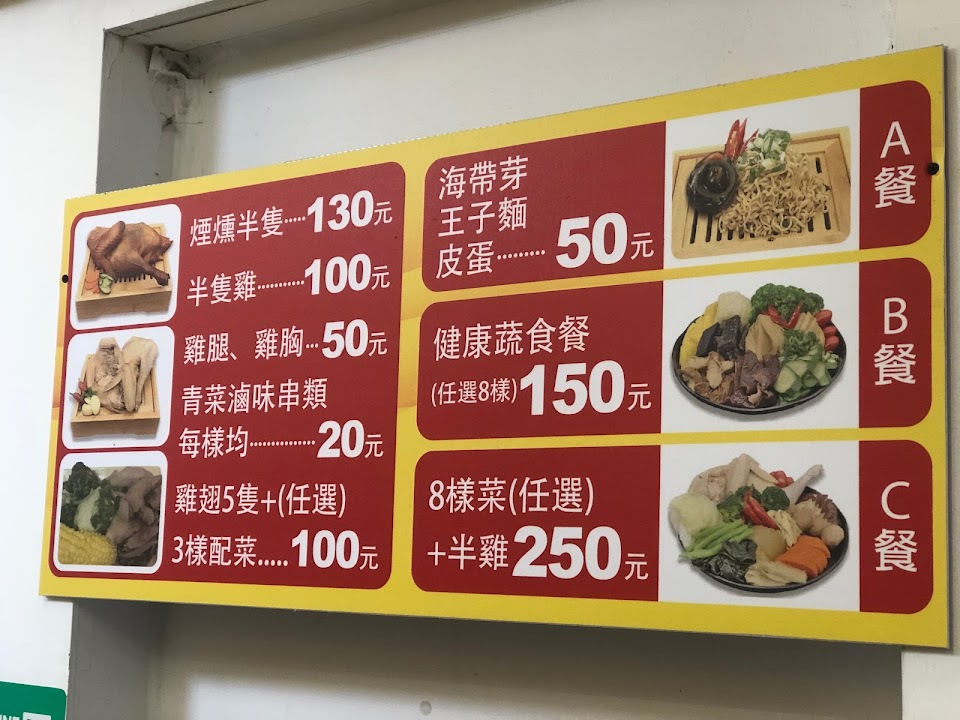 煙燻半隻·····130元
半隻雞···········100元
雞腿、雞胸···50元
青菜滷味串類
每樣均···············20元
雞翅5隻+(任選)
3樣配菜.....100元
海帶芽
王子麵
皮蛋·········50元
A餐
健康蔬食餐
(任選8樣)150元
B餐
8樣菜(任選)
+半雞250元
C餐